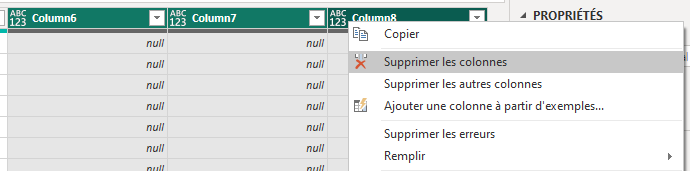 ABC 123 Column6 ABC 123 Column7 ABC 123 Column8 PROPRIÉTÉS
Copier
null null
null null
Supprimer les colonnes
null null
Supprimer les autres colonnes
null null
Ajouter une colonne à partir d'exemples...
null null
Supprimer les erreurs
null null
Remplir
null null